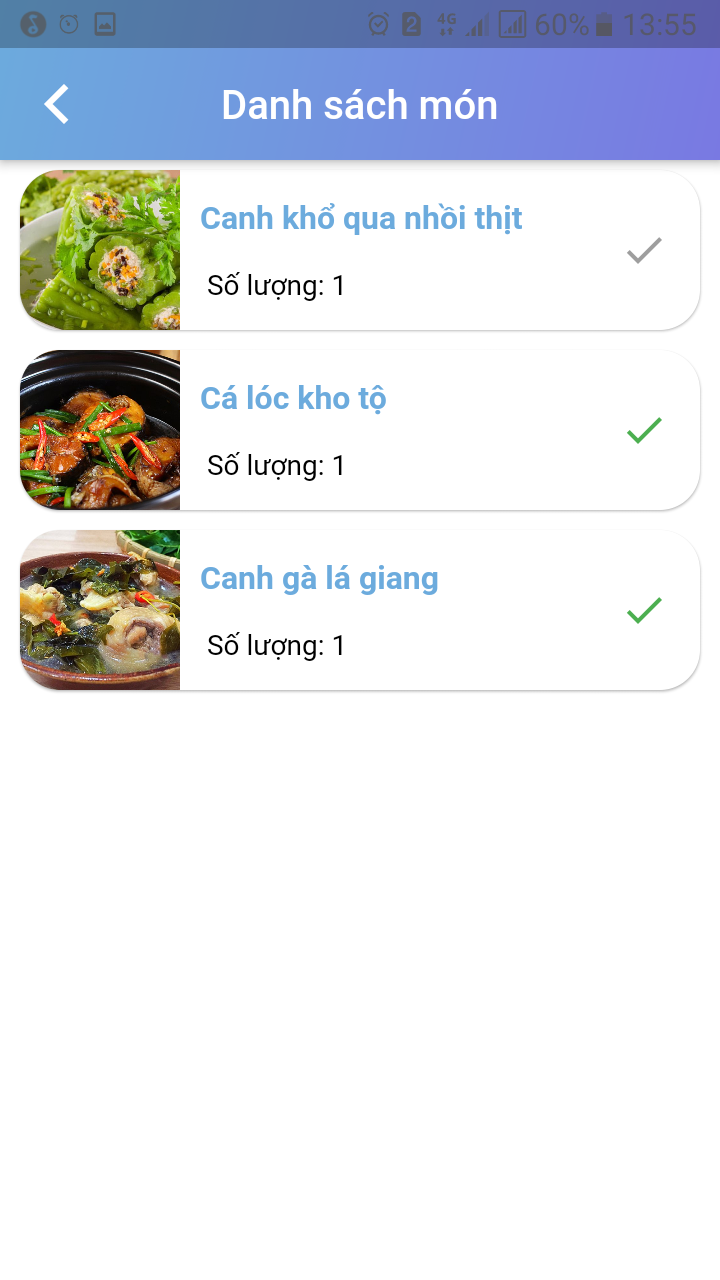 2 4G 60% 13:55
Danh sách món
Canh khổ qua nhồi thịt
Số lượng: 1
Cá lóc kho tộ
Số lượng: 1
Canh gà lá giang
Số lượng: 1